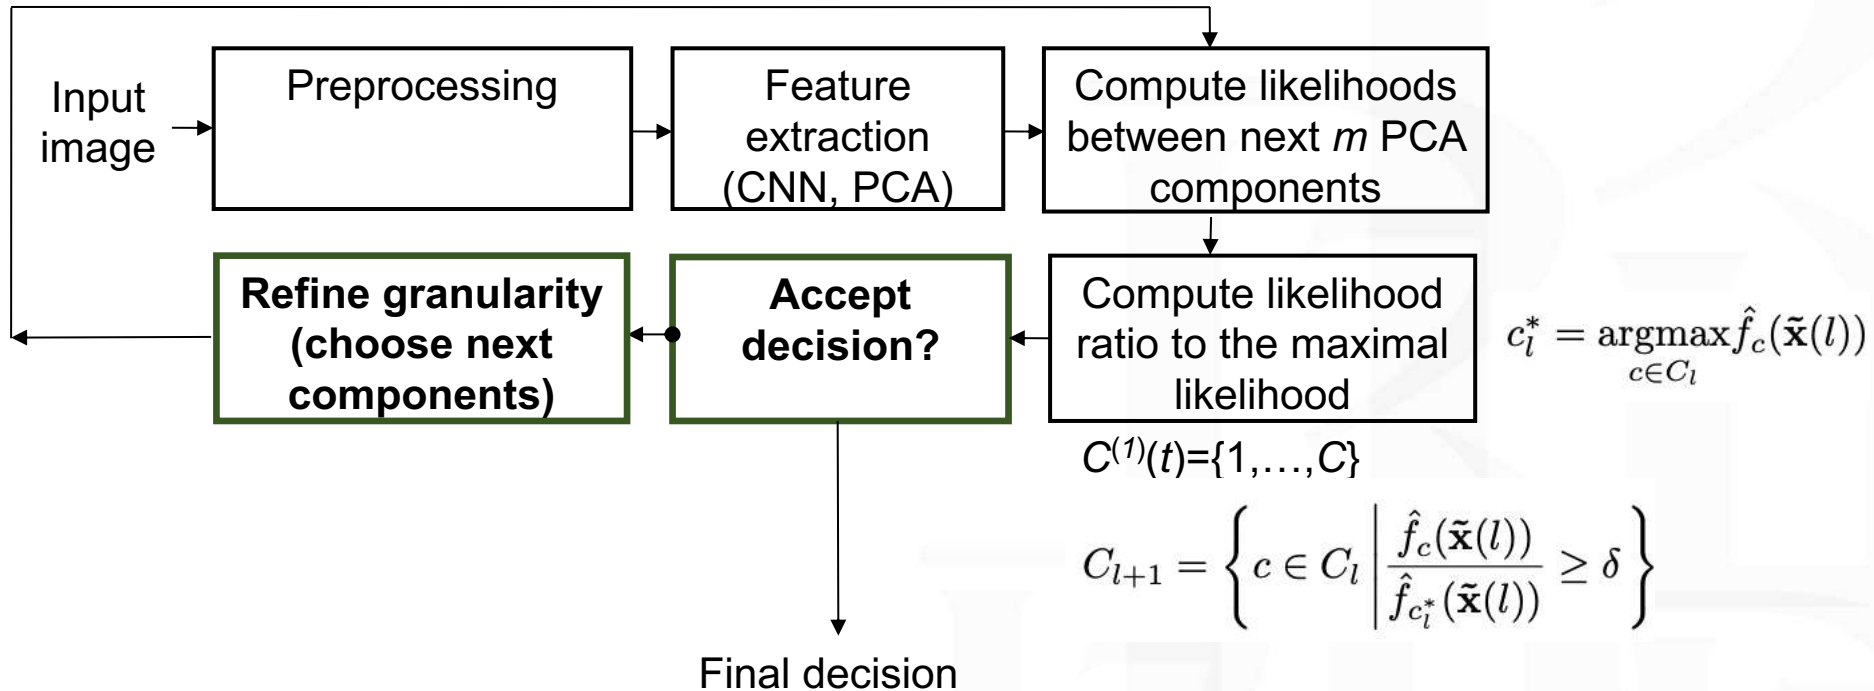 Input
image
Preprocessing
Feature
extraction
(CNN, PCA)
Compute likelihoods
between next m PCA
components
Refine granularity
(choose next
components)
Accept
decision?
Compute likelihood
ratio to the maximal
likelihood
c_l^* = argmax_{c∈C_l} f̂_c(x̃(l))
C^{(1)}(t)={1,…,C}
C_{l+1} = { c ∈ C_l | f̂_c(x̃(l)) / f̂_{c_l^*}(x̃(l)) ≥ δ }
Final decision